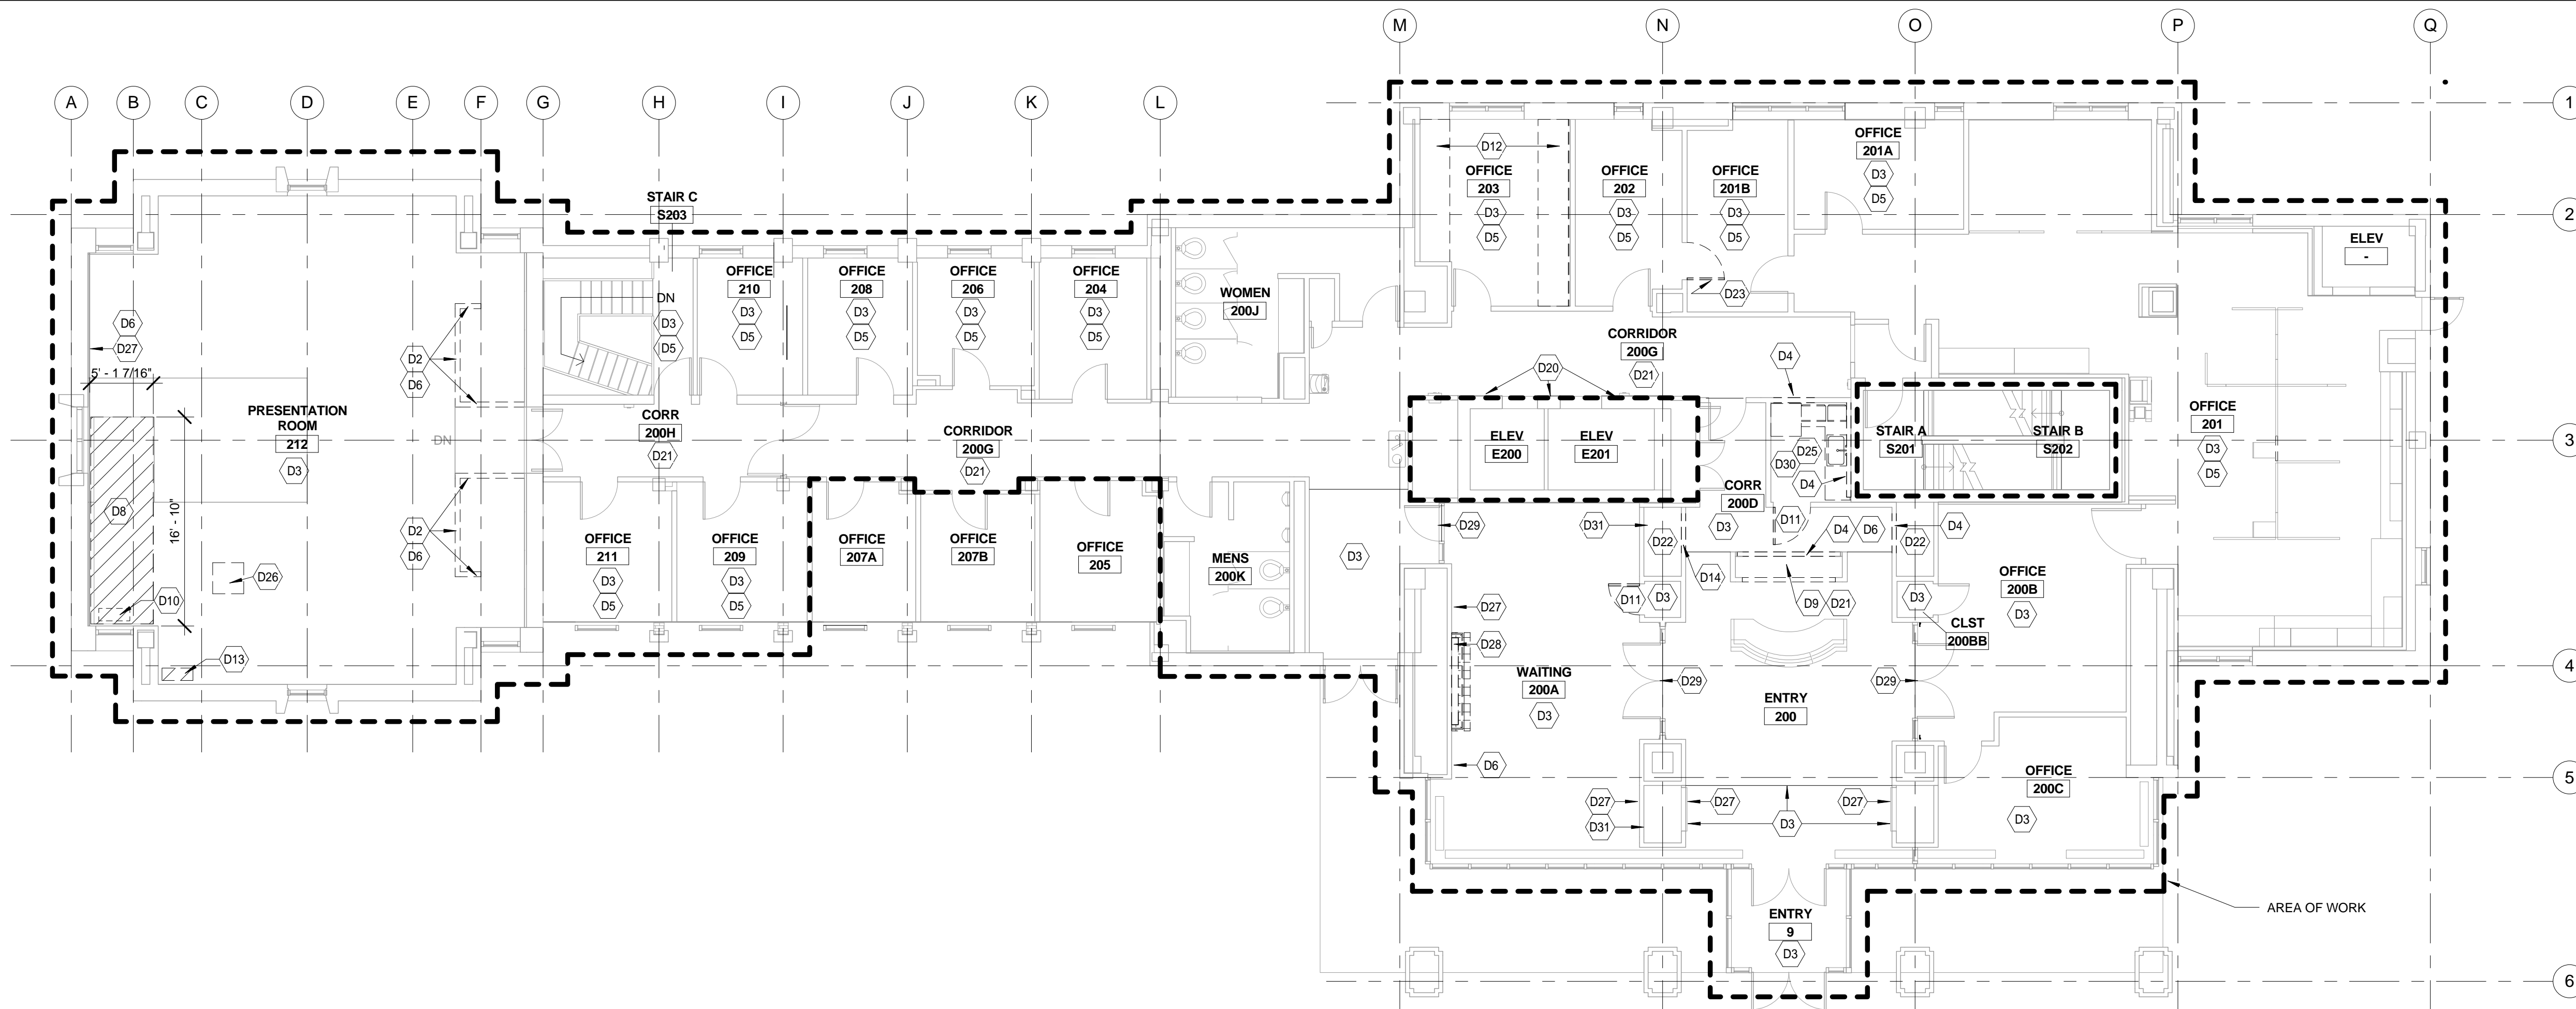 M
N
O
P
Q
A
B
C
D
E
F
G
H
I
J
K
L
1
2
3
4
5
6
STAIR C
S203
DN
D3
D5
OFFICE
210
D3
D5
OFFICE
208
D3
D5
OFFICE
206
D3
D5
OFFICE
204
D3
D5
WOMEN
200J
D12
OFFICE
203
D3
D5
OFFICE
202
D3
D5
OFFICE
201B
D3
D5
D23
OFFICE
201A
D3
D5
ELEV
-
D6
D27
5' - 1 7/16"
D2
D6
PRESENTATION
ROOM
212
D3
DN
D8
16' - 10"
D2
D6
D26
D10
D13
CORR
200H
D21
CORRIDOR
200G
D21
CORRIDOR
200G
D21
D20
D4
ELEV
E200
ELEV
E201
D25
D30
D4
STAIR A
S201
STAIR B
S202
OFFICE
201
D3
D5
OFFICE
211
D3
D5
OFFICE
209
D3
D5
OFFICE
207A
OFFICE
207B
OFFICE
205
MENS
200K
D3
D29
D31
D22
CORR
200D
D3
D11
D4
D6
D22
D4
D14
D11
D3
D9
D21
D3
OFFICE
200B
D3
CLST
200BB
D27
D28
WAITING
200A
D3
D29
D29
ENTRY
200
D6
D27
D31
D27
D3
D27
OFFICE
200C
D3
ENTRY
9
D3
AREA OF WORK